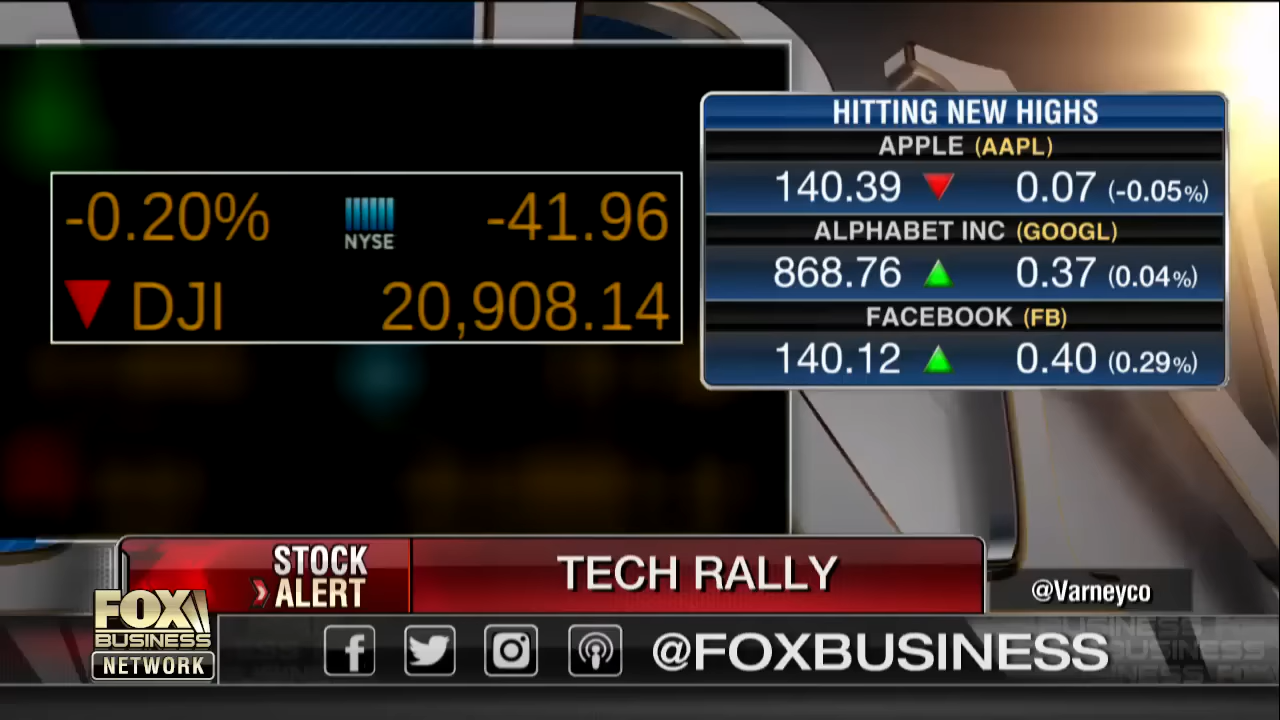 -0.20% NYSE -41.96
▼ DJI 20,908.14
HITTING NEW HIGHS
APPLE (AAPL)
140.39 ▼ 0.07 (-0.05%)
ALPHABET INC (GOOGL)
868.76 ▲ 0.37 (0.04%)
FACEBOOK (FB)
140.12 ▲ 0.40 (0.29%)
STOCK
ALERT
TECH RALLY
@Varneyco
FOX
BUSINESS
NETWORK
@FOXBUSINESS